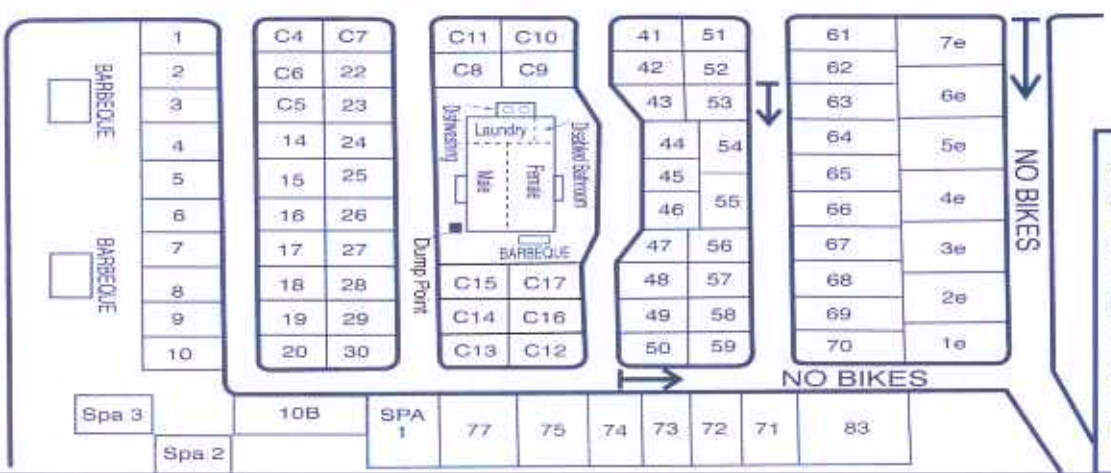 1
2
3
4
5
6
7
8
9
10
BARBEQUE
BARBEQUE
C4 C7
C6 22
C5 23
14 24
15 25
16 26
17 27
18 28
19 29
20 30
C11 C10
C8 C9
Dishwasing
Laundry
Disabled Bathroom
Male
Female
BARBEQUE
Dump Point
C15 C17
C14 C16
C13 C12
41 51
42 52
43 53
44 54
45
46 55
47 56
48 57
49 58
50 59
61 7e
62
63 6e
64 5e
65
66 4e
67 3e
68
69 2e
70 1e
NO BIKES
NO BIKES
Spa 3
Spa 2
10B
SPA
1
77
75
74
73
72
71
83